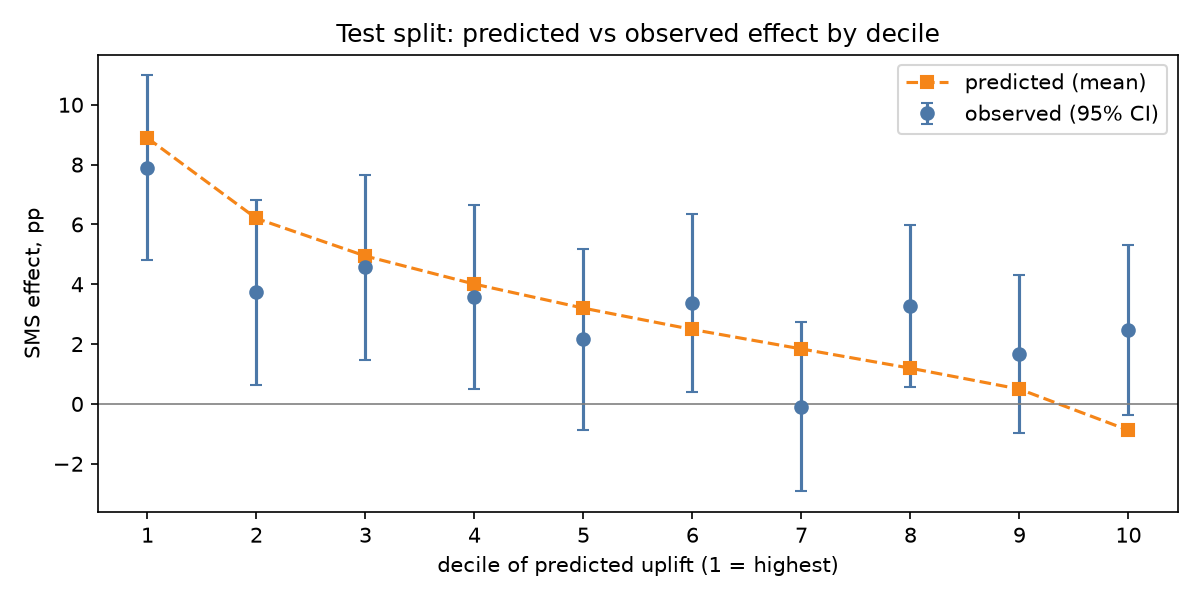 Test split: predicted vs observed effect by decile
predicted (mean)
observed (95% CI)
SMS effect, pp
10
8
6
4
2
0
−2
1 2 3 4 5 6 7 8 9 10
decile of predicted uplift (1 = highest)